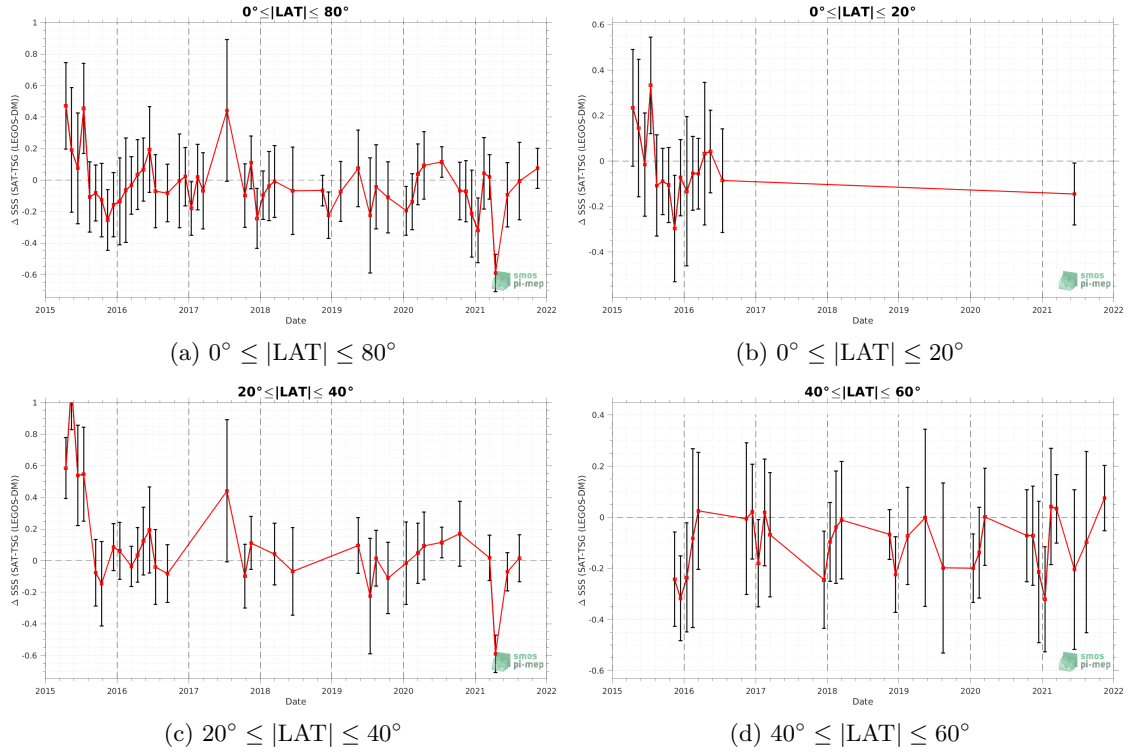 0°≤|LAT|≤ 80°
Δ SSS (SAT-TSG (LEGOS-DM))
1
0.8
0.6
0.4
0.2
0
-0.2
-0.4
-0.6
2015 2016 2017 2018 2019 2020 2021 2022
Date
smos
pi-mep
(a) 0° ≤ |LAT| ≤ 80°
0°≤|LAT|≤ 20°
Δ SSS (SAT-TSG (LEGOS-DM))
0.6
0.4
0.2
0
-0.2
-0.4
2015 2016 2017 2018 2019 2020 2021 2022
Date
smos
pi-mep
(b) 0° ≤ |LAT| ≤ 20°
20°≤|LAT|≤ 40°
Δ SSS (SAT-TSG (LEGOS-DM))
1
0.8
0.6
0.4
0.2
0
-0.2
-0.4
-0.6
2015 2016 2017 2018 2019 2020 2021 2022
Date
smos
pi-mep
(c) 20° ≤ |LAT| ≤ 40°
40°≤|LAT|≤ 60°
Δ SSS (SAT-TSG (LEGOS-DM))
0.4
0.2
0
-0.2
-0.4
-0.6
2015 2016 2017 2018 2019 2020 2021 2022
Date
smos
pi-mep
(d) 40° ≤ |LAT| ≤ 60°